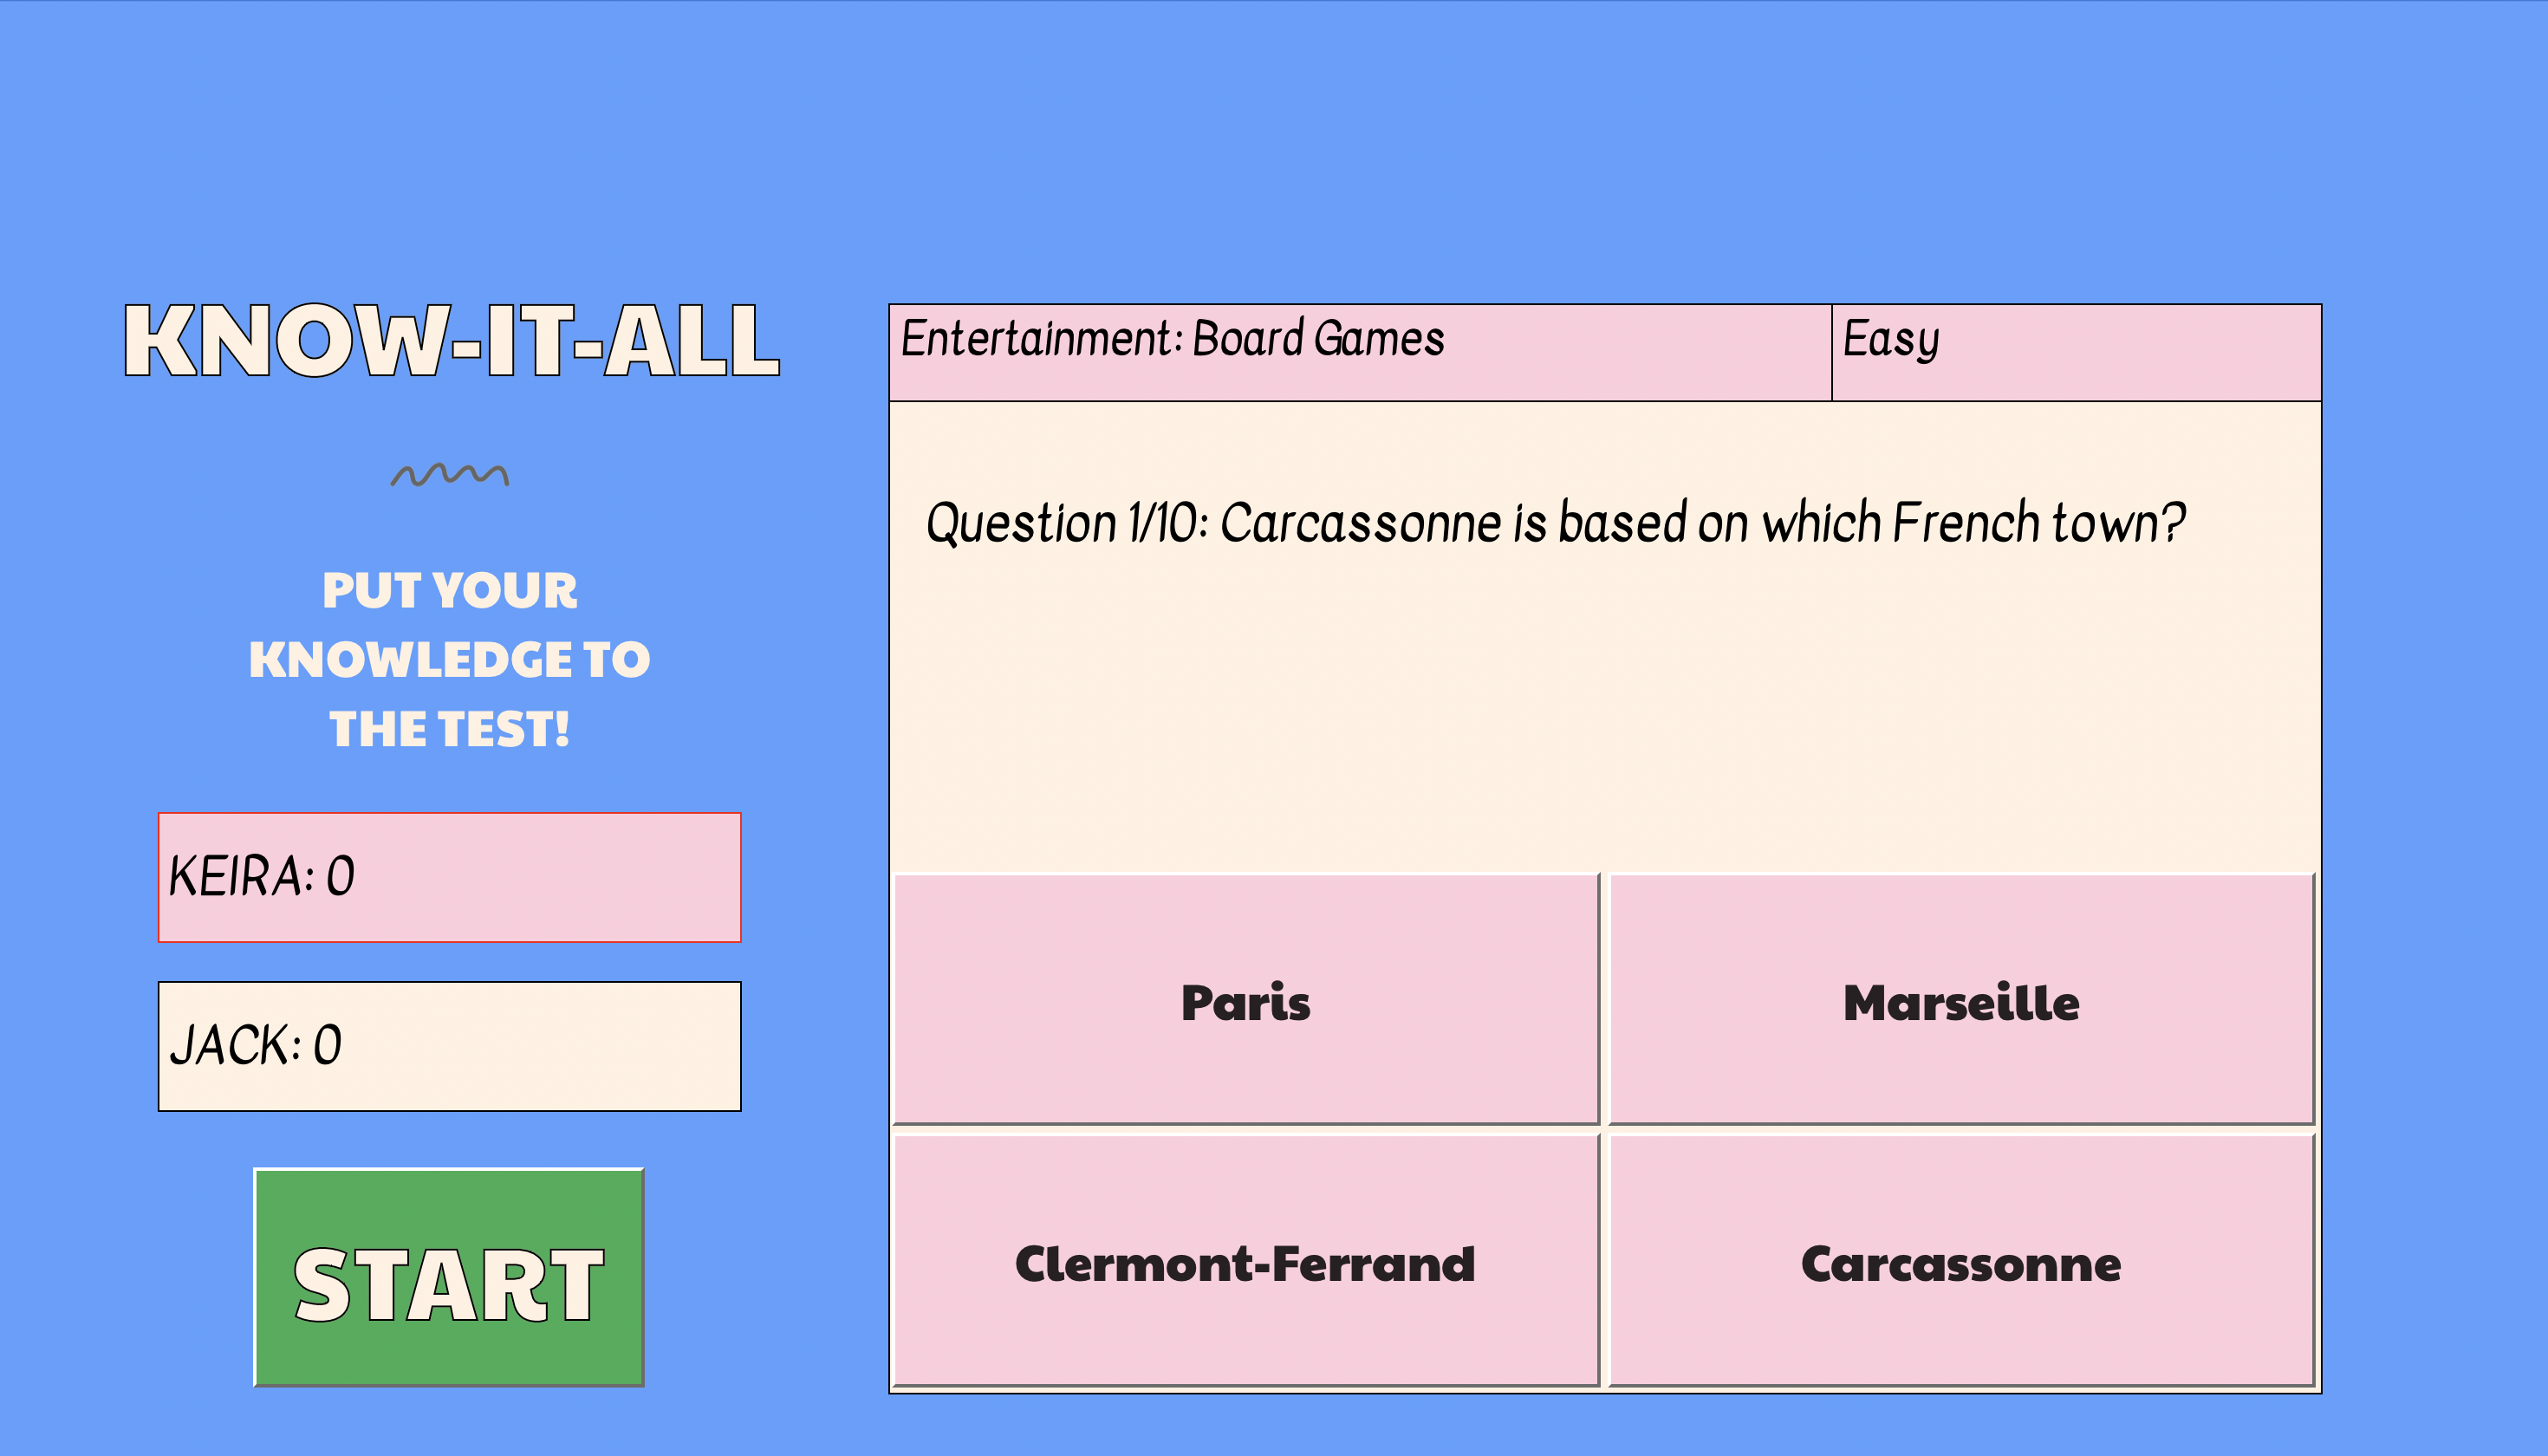 KNOW-IT-ALL
PUT YOUR
KNOWLEDGE TO
THE TEST!
KEIRA: 0
JACK: 0
START
Entertainment: Board Games
Easy
Question 1/10: Carcassonne is based on which French town?
Paris
Marseille
Clermont-Ferrand
Carcassonne